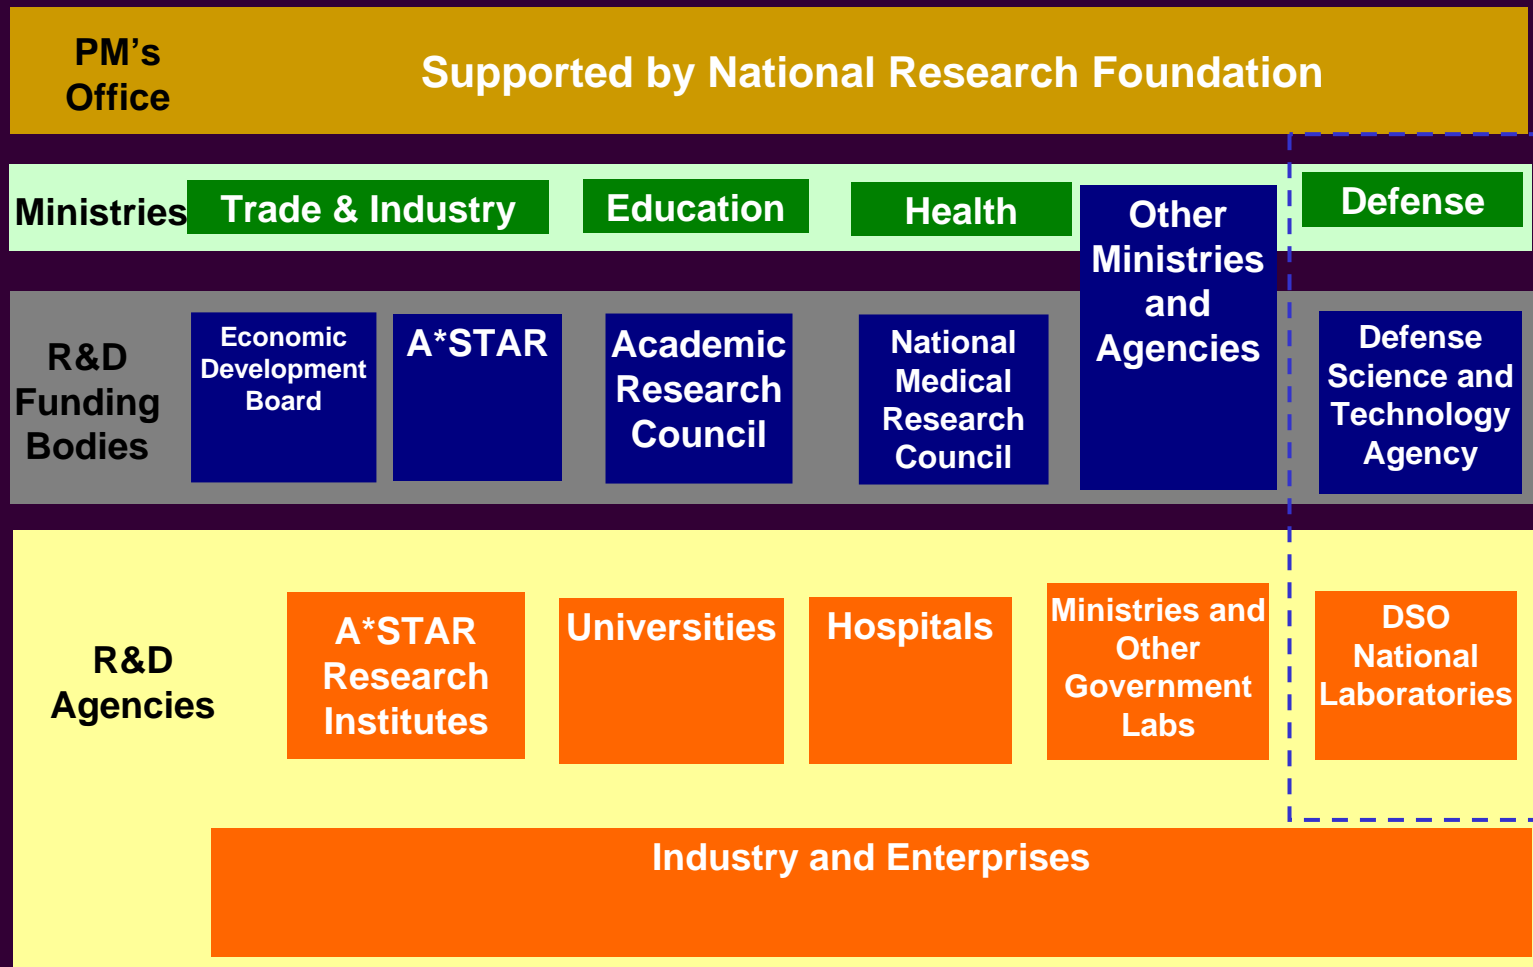 PM’s
Office
Supported by National Research Foundation
Ministries
Trade & Industry
Education
Health
Other
Ministries
and
Agencies
Defense
R&D
Funding
Bodies
Economic
Development
Board
A*STAR
Academic
Research
Council
National
Medical
Research
Council
Defense
Science and
Technology
Agency
R&D
Agencies
A*STAR
Research
Institutes
Universities
Hospitals
Ministries and
Other
Government
Labs
DSO
National
Laboratories
Industry and Enterprises